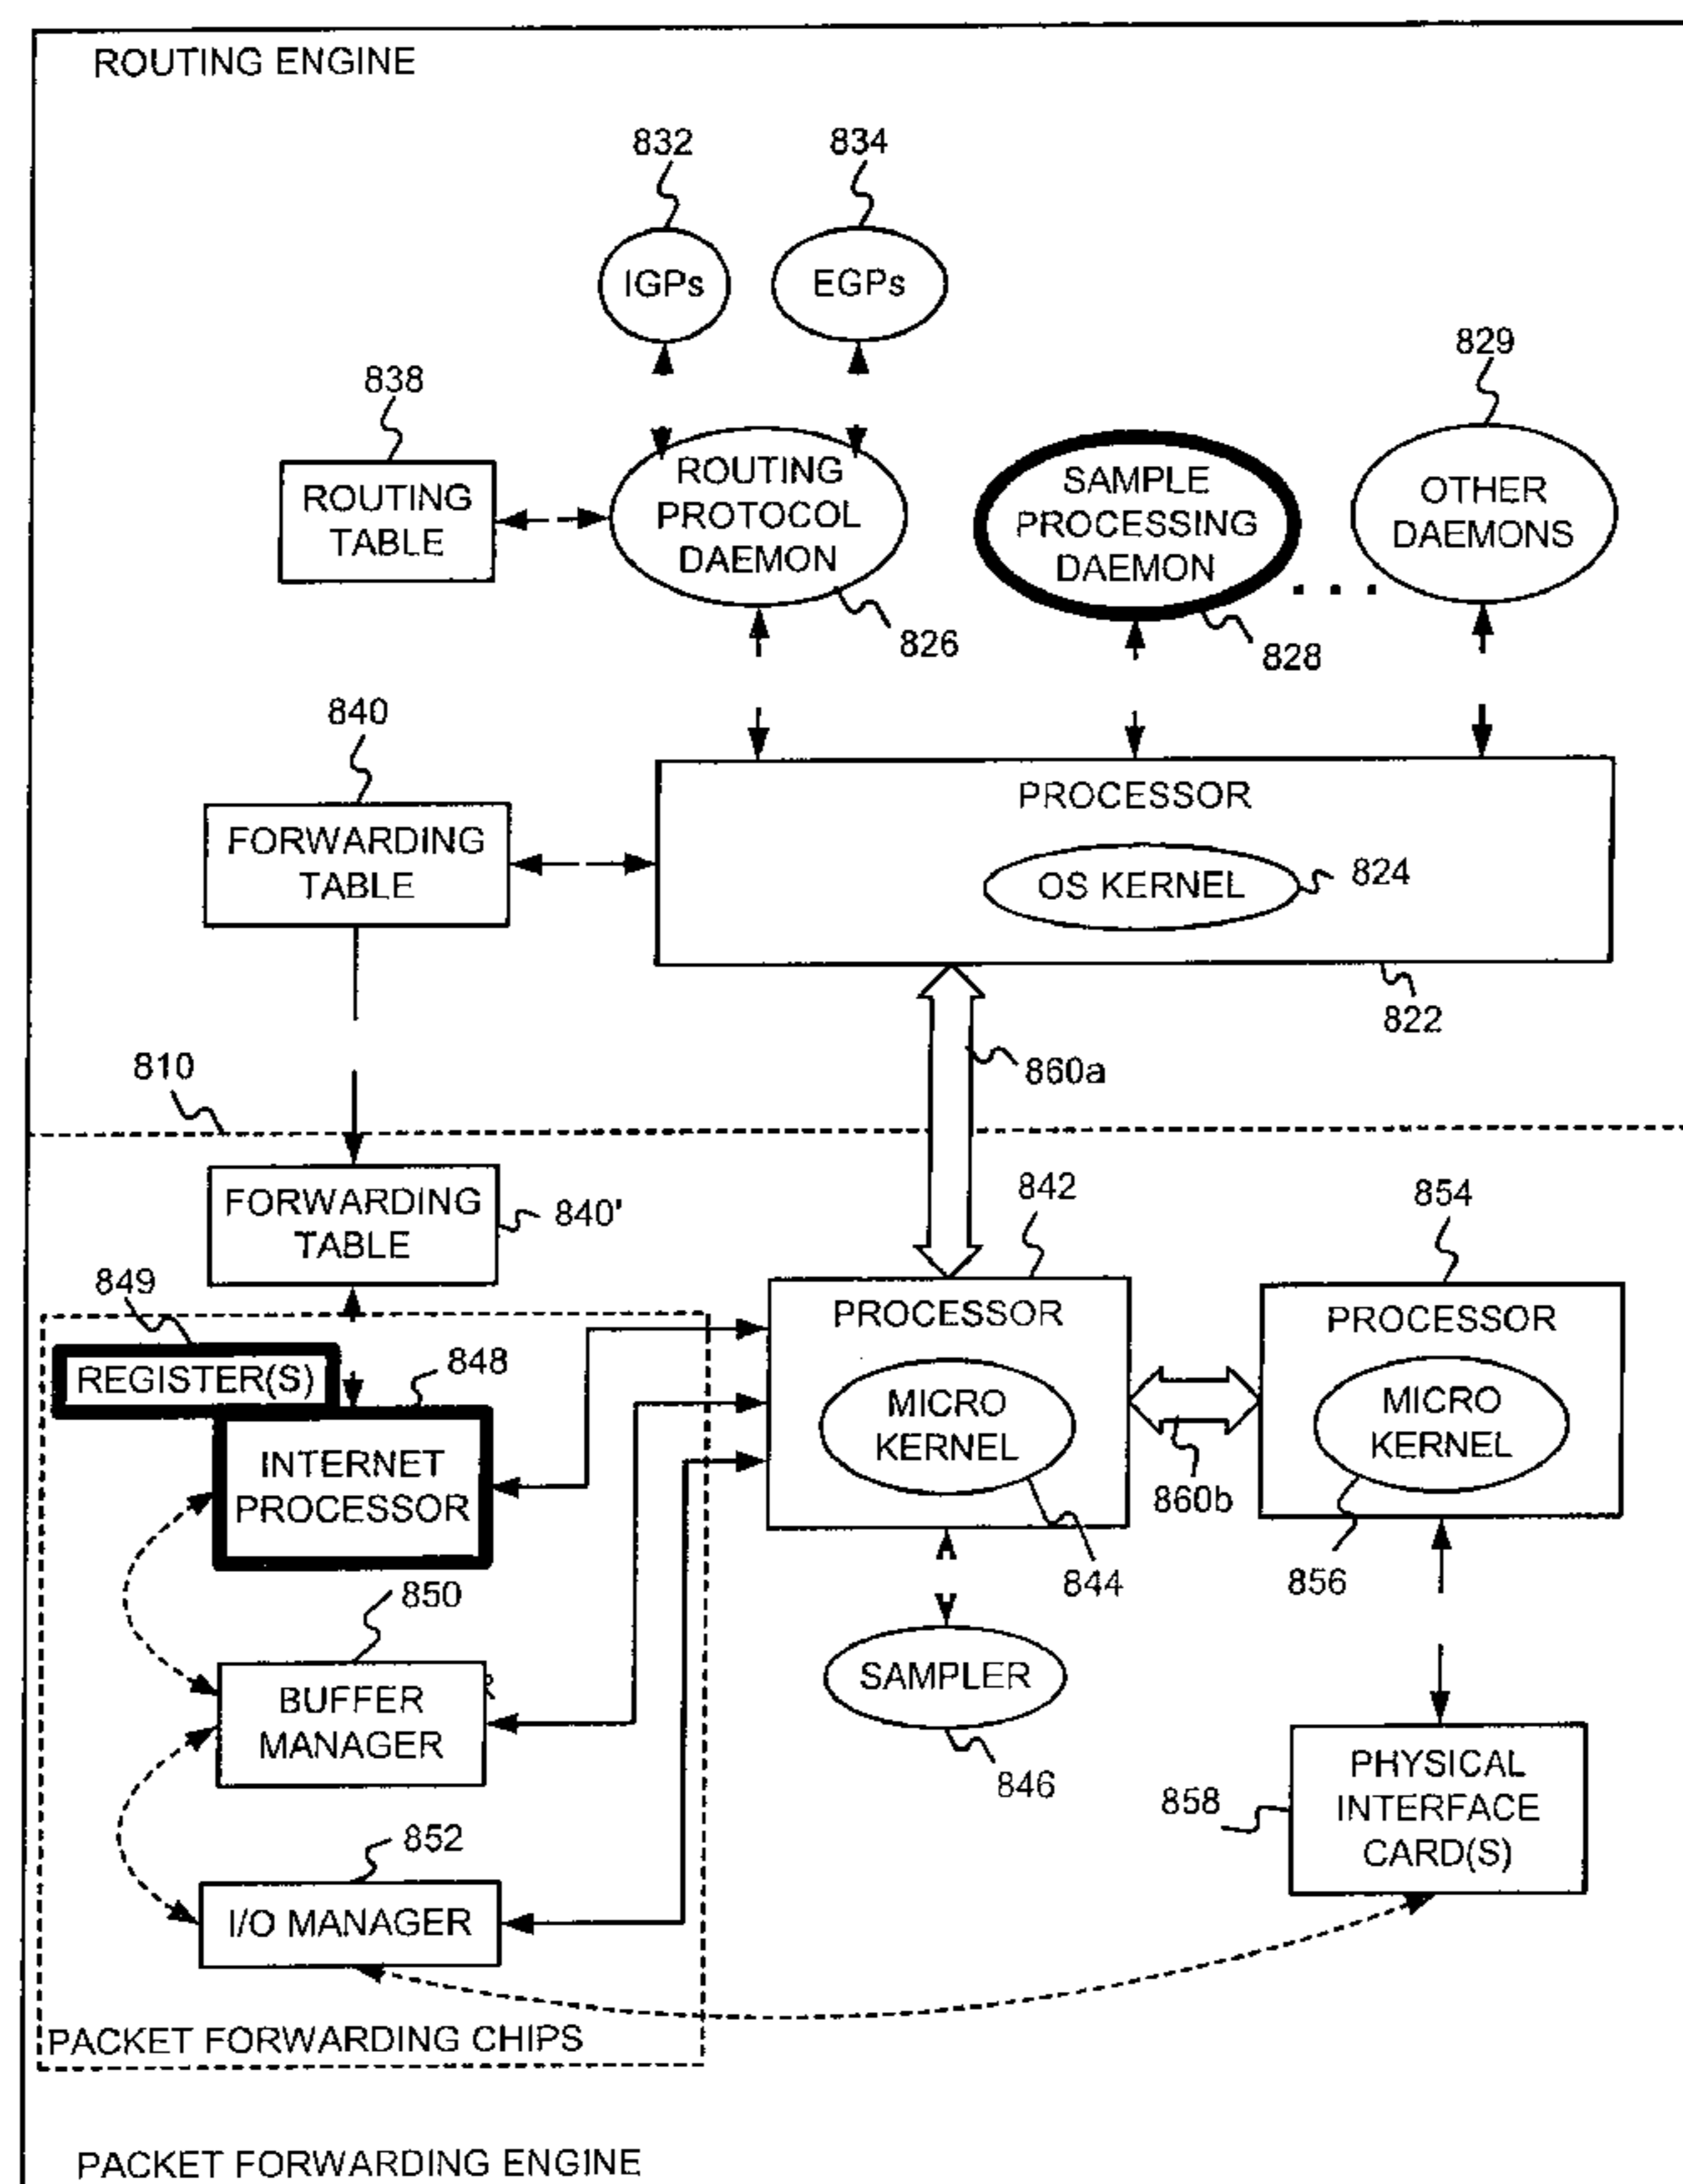 ROUTING ENGINE
832
834
IGPs
EGPs
829
838
ROUTING
TABLE
ROUTING
PROTOCOL
DAEMON
SAMPLE
PROCESSING
DAEMON
. . .
OTHER
DAEMONS
826
828
840
FORWARDING
TABLE
PROCESSOR
OS KERNEL
824
822
860a
810
FORWARDING
TABLE
840'
842
854
849
REGISTER(S)
848
PROCESSOR
MICRO
KERNEL
PROCESSOR
MICRO
KERNEL
INTERNET
PROCESSOR
860b
844
856
850
BUFFER
MANAGER
SAMPLER
846
852
I/O MANAGER
858
PHYSICAL
INTERFACE
CARD(S)
PACKET FORWARDING CHIPS
PACKET FORWARDING ENGINE